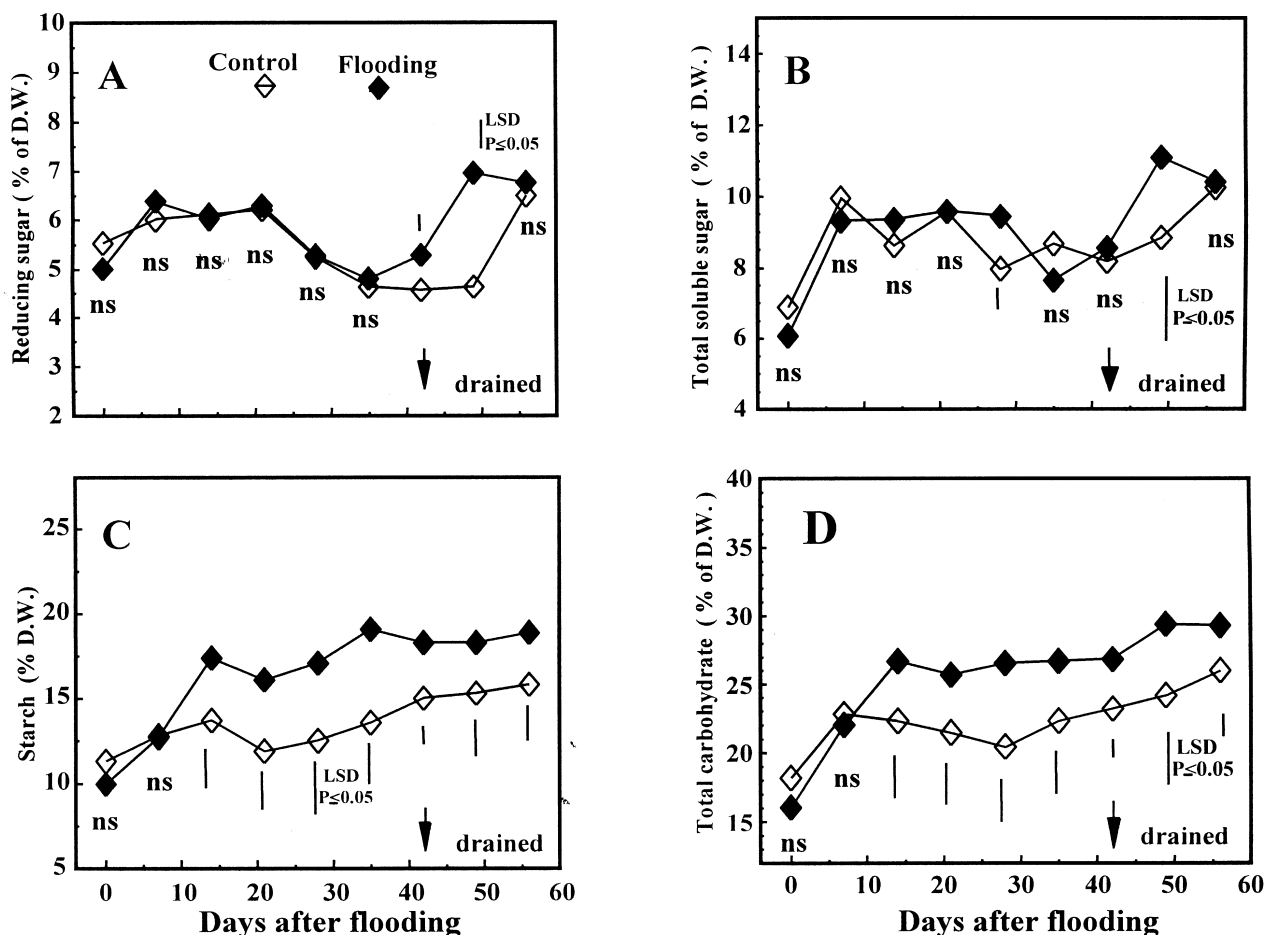 A
Control Flooding
LSD
P≤0.05
10
9
8
7
6
5
4
3
2
Reducing sugar ( % of D.W.)
ns
ns
ns
ns
ns
ns
ns
drained
B
14
12
10
8
6
4
Total soluble sugar ( % of D.W.)
ns
ns
ns
ns
ns
ns
ns
LSD
P≤0.05
drained
C
25
20
15
10
5
Starch (% D.W.)
ns
ns
LSD
P≤0.05
drained
0 10 20 30 40 50 60
Days after flooding
D
40
35
30
25
20
15
Total carbohydrate ( % of D.W.)
ns
ns
LSD
P≤0.05
drained
0 10 20 30 40 50 60
Days after flooding